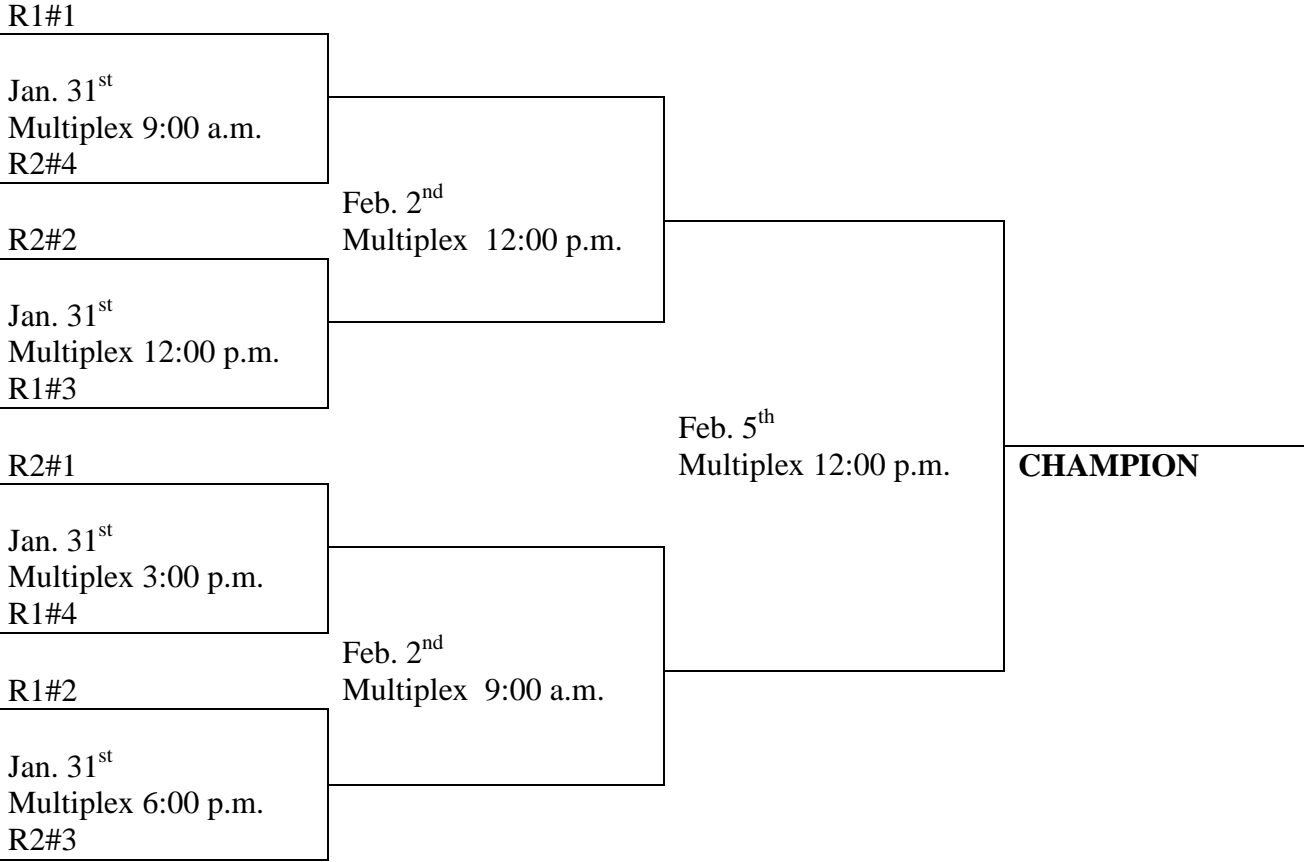 R1#1
Jan. 31st
Multiplex 9:00 a.m.
R2#4
R2#2
Jan. 31st
Multiplex 12:00 p.m.
R1#3
R2#1
Jan. 31st
Multiplex 3:00 p.m.
R1#4
R1#2
Jan. 31st
Multiplex 6:00 p.m.
R2#3
Feb. 2nd
Multiplex  12:00 p.m.
Feb. 2nd
Multiplex  9:00 a.m.
Feb. 5th
Multiplex 12:00 p.m.
CHAMPION